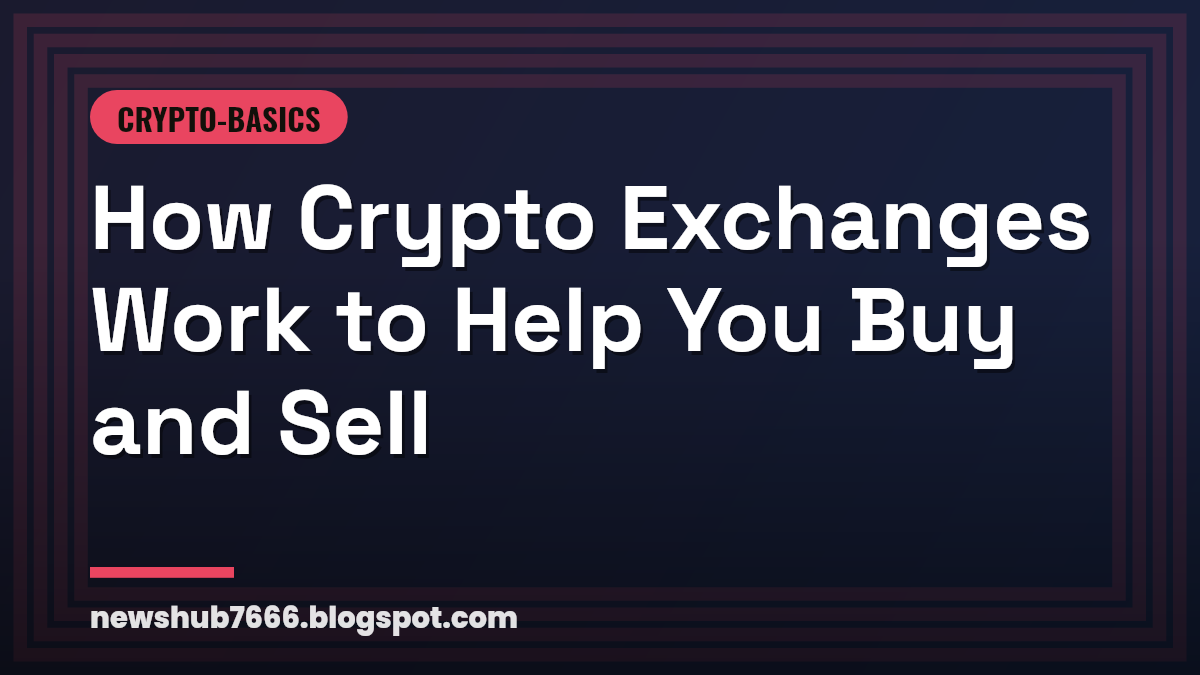 CRYPTO-BASICS
How Crypto Exchanges
Work to Help You Buy
and Sell
newshub7666.blogspot.com